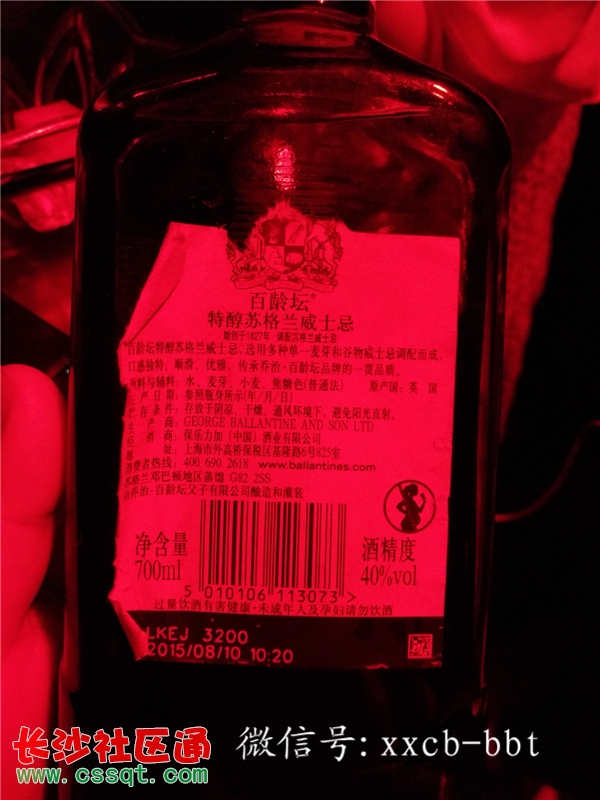 百龄坛®
特醇苏格兰威士忌
始创于1827年 调配苏格兰威士忌
百龄坛特醇苏格兰威士忌、选用多种单一麦芽和谷物威士忌调配而成、
口感独特、顺滑、优雅、传承乔治·百龄坛品牌的一贯品质。
原料与辅料：水、麦芽、小麦、焦糖色(普通法) 原产国：英 国
生产日期：参照瓶身所示(年/月/日)
贮存条件：存放于阴凉、干燥、通风环境下，避免阳光直射。
生 产 商：GEORGE BALLANTINE AND SON LTD
经 销 商：保乐力加（中国）酒业有限公司
地 址：上海市外高桥保税区基隆路6号825室
消费者热线：400 690 2618 www.ballantines.com
苏格兰邓巴顿地区蒸馏 G82 2SS
由乔治·百龄坛父子有限公司酿造和灌装
净含量
700ml
酒精度
40%vol
5 010106 113073 >
过量饮酒有害健康·未成年人及孕妇请勿饮酒
LKEJ 3200
2015/08/10 10:20
长沙社区通
www.cssqt.com
微信号：xxcb-bbt